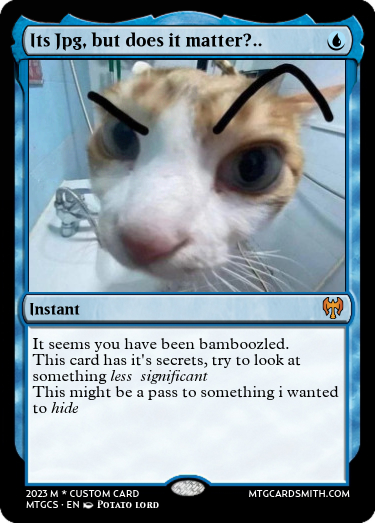 Its Jpg, but does it matter?..
Instant
It seems you have been bamboozled.
This card has it's secrets, try to look at
something less significant
This might be a pass to something i wanted
to hide
2023 M * CUSTOM CARD
MTGCARDSMITH.COM
MTGCS · EN POTATO LORD